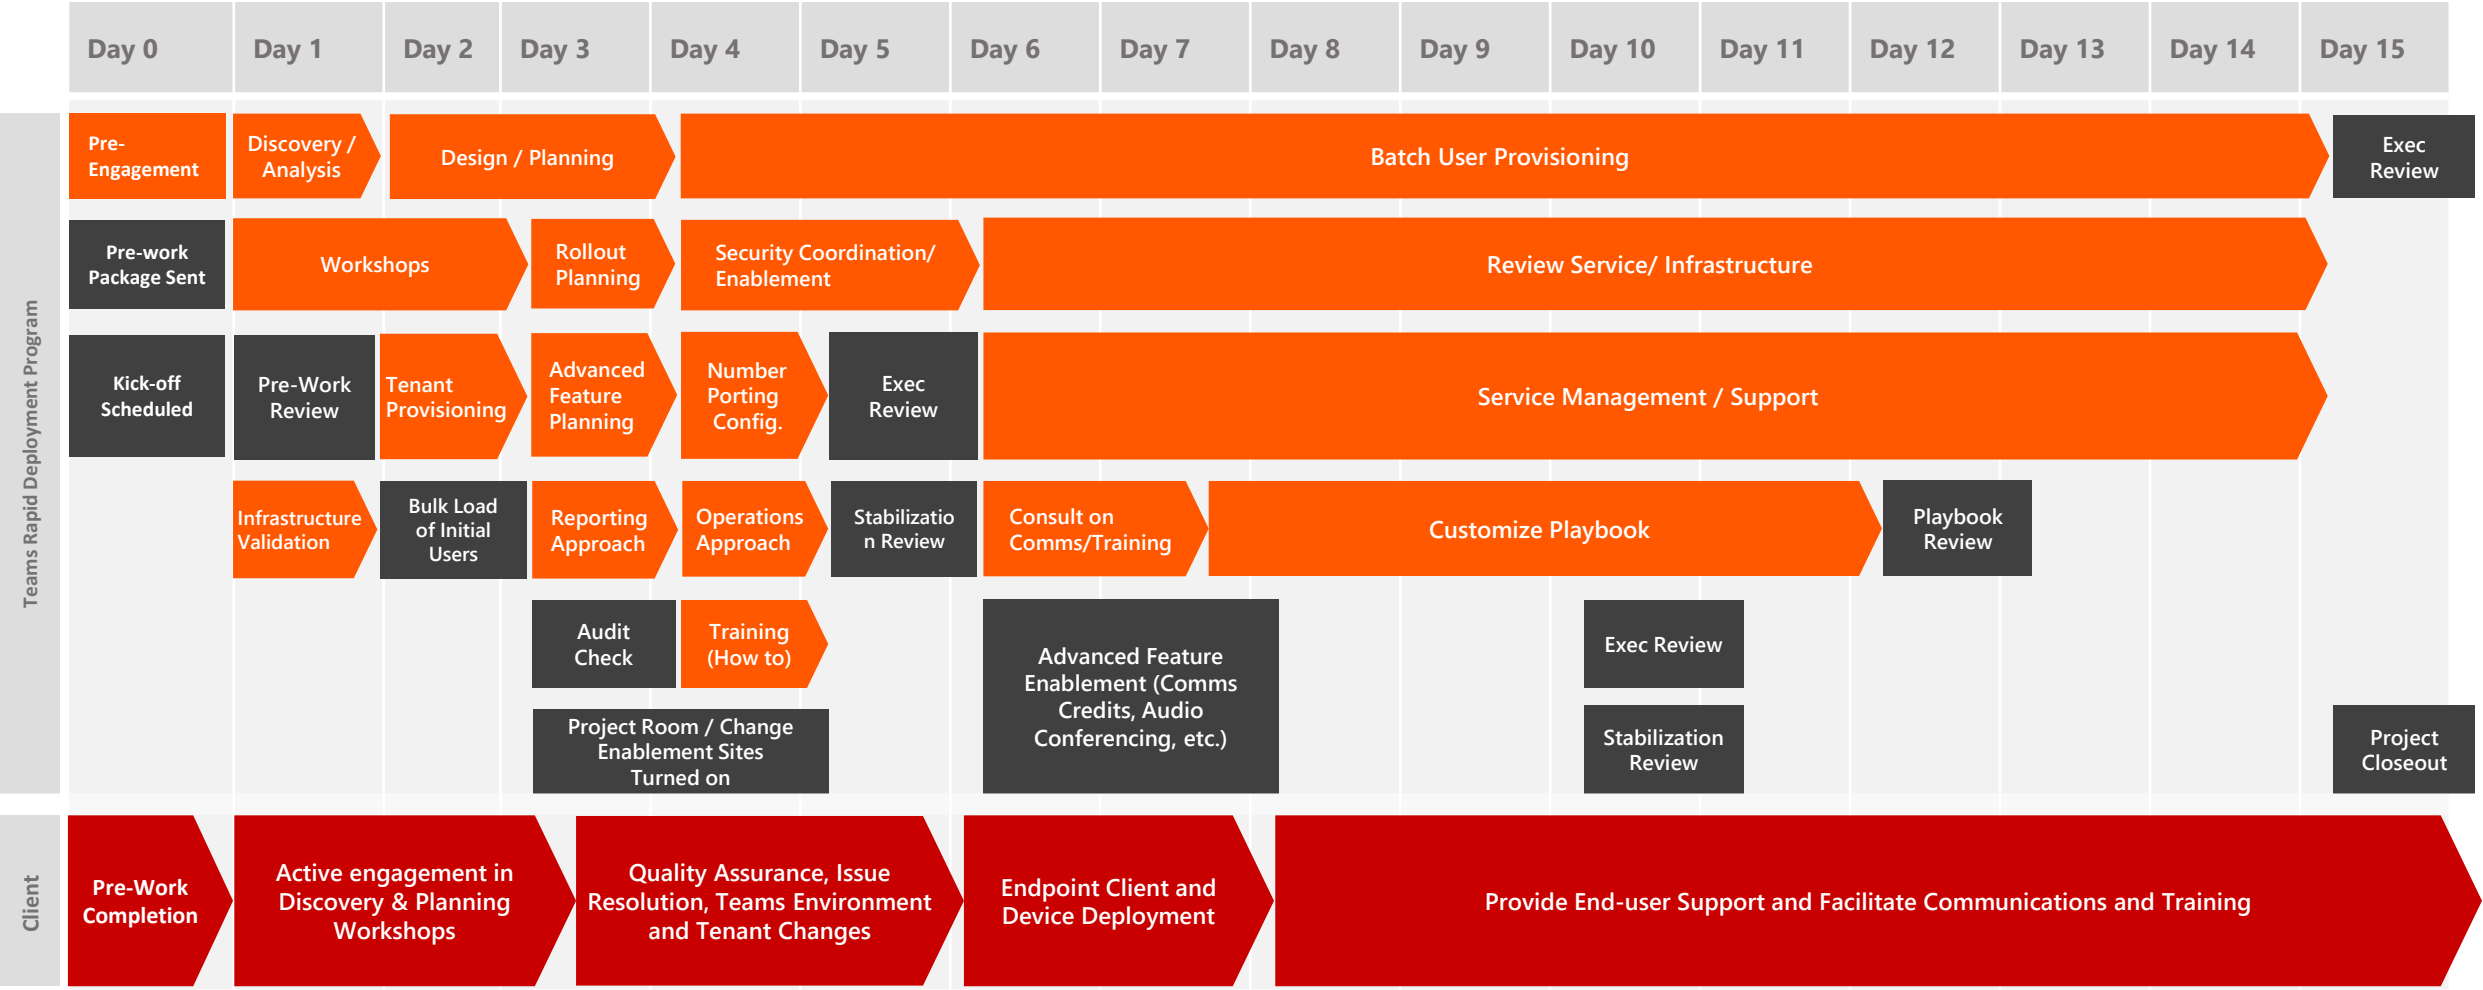 Day 0
Day 1
Day 2
Day 3
Day 4
Day 5
Day 6
Day 7
Day 8
Day 9
Day 10
Day 11
Day 12
Day 13
Day 14
Day 15
Teams Rapid Deployment Program
Pre-
Engagement
Discovery /
Analysis
Design / Planning
Batch User Provisioning
Exec
Review
Pre-work
Package Sent
Workshops
Rollout
Planning
Security Coordination/
Enablement
Review Service/ Infrastructure
Kick-off
Scheduled
Pre-Work
Review
Tenant
Provisioning
Advanced
Feature
Planning
Number
Porting
Config.
Exec
Review
Service Management / Support
Infrastructure
Validation
Bulk Load
of Initial
Users
Reporting
Approach
Operations
Approach
Stabilizatio
n Review
Consult on
Comms/Training
Customize Playbook
Playbook
Review
Audit
Check
Training
(How to)
Advanced Feature
Enablement (Comms
Credits, Audio
Conferencing, etc.)
Exec Review
Project Room / Change
Enablement Sites
Turned on
Stabilization
Review
Project
Closeout
Client
Pre-Work
Completion
Active engagement in
Discovery & Planning
Workshops
Quality Assurance, Issue
Resolution, Teams Environment
and Tenant Changes
Endpoint Client and
Device Deployment
Provide End-user Support and Facilitate Communications and Training